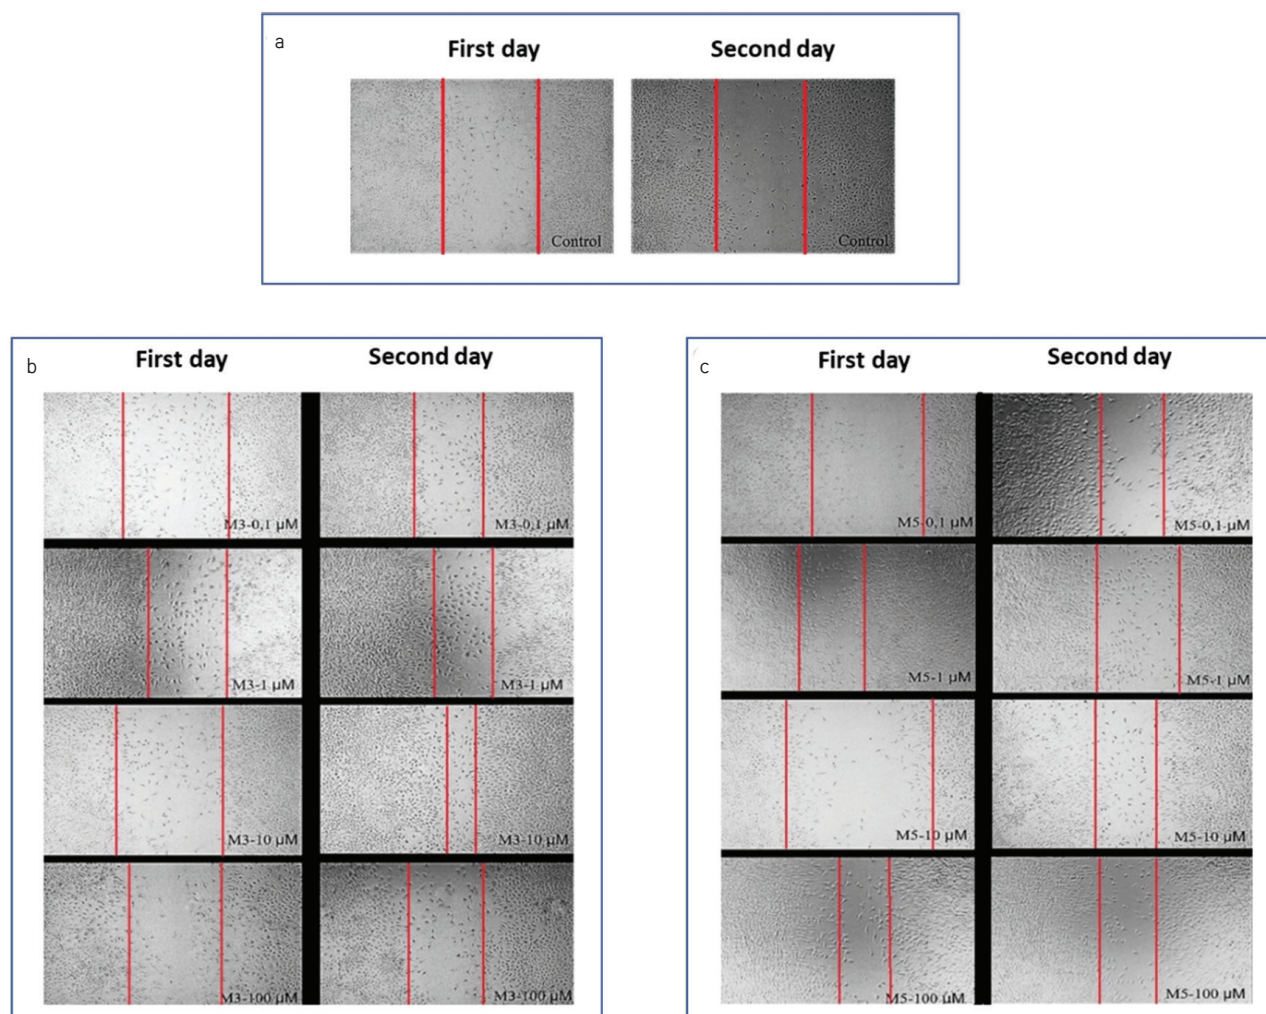 a
First day
Second day
Control
Control
b
First day
Second day
M3-0,1 µM
M3-0,1 µM
M3-1 µM
M3-1 µM
M3-10 µM
M3-10 µM
M3-100 µM
M3-100 µM
c
First day
Second day
M5-0,1 µM
M5-0,1 µM
M5-1 µM
M5-1 µM
M5-10 µM
M5-10 µM
M5-100 µM
M5-100 µM